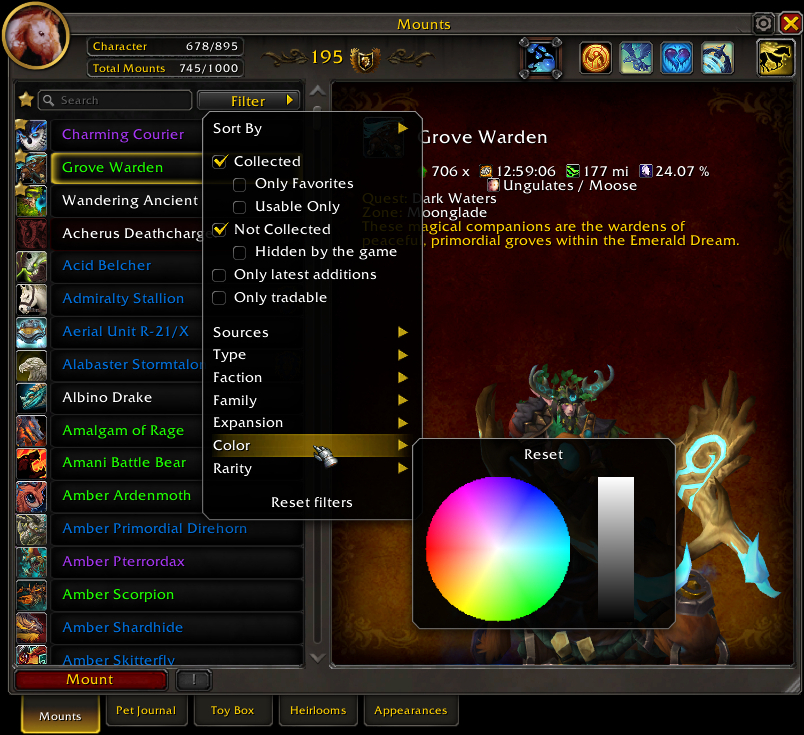 Mounts
Character 678/895
Total Mounts 745/1000
195
Search
Filter
Charming Courier
Grove Warden
Wandering Ancient
Acherus Deathcharge
Acid Belcher
Admiralty Stallion
Aerial Unit R-21/X
Alabaster Stormtalon
Albino Drake
Amalgam of Rage
Amani Battle Bear
Amber Ardenmoth
Amber Primordial Direhorn
Amber Pterrordax
Amber Scorpion
Amber Shardhide
Amber Skitterfly
Sort By
Collected
Only Favorites
Usable Only
Not Collected
Hidden by the game
Only latest additions
Only tradable
Sources
Type
Faction
Family
Expansion
Color
Rarity
Reset filters
Grove Warden
706 x 12:59:06 177 mi 24.07 %
Ungulates / Moose
Quest: Dark Waters
Zone: Moonglade
These magical companions are the wardens of
peaceful, primordial groves within the Emerald Dream.
Reset
Mount
!
Mounts
Pet Journal
Toy Box
Heirlooms
Appearances